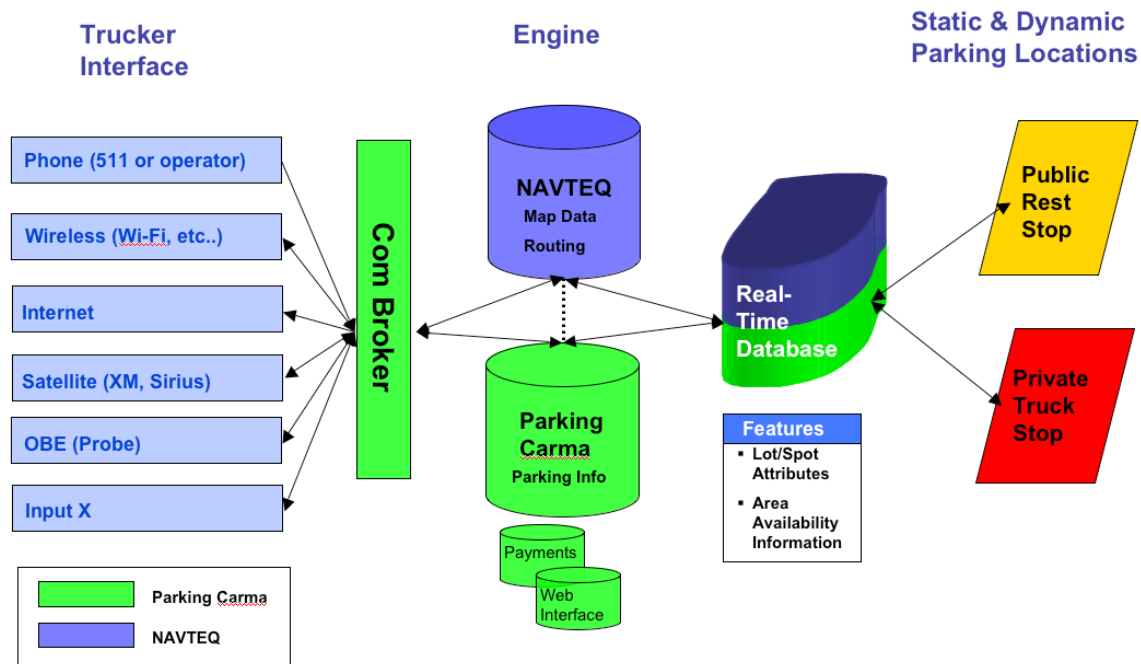 Trucker
Interface
Engine
Static & Dynamic
Parking Locations
Phone (511 or operator)
Wireless (Wi-Fi, etc..)
Internet
Satellite (XM, Sirius)
OBE (Probe)
Input X
Com Broker
NAVTEQ
Map Data
Routing
Parking
Carma
Parking Info
Payments
Web
Interface
Real-
Time
Database
Features
▪ Lot/Spot
Attributes
▪ Area
Availability
Information
Public
Rest
Stop
Private
Truck
Stop
Parking Carma
NAVTEQ